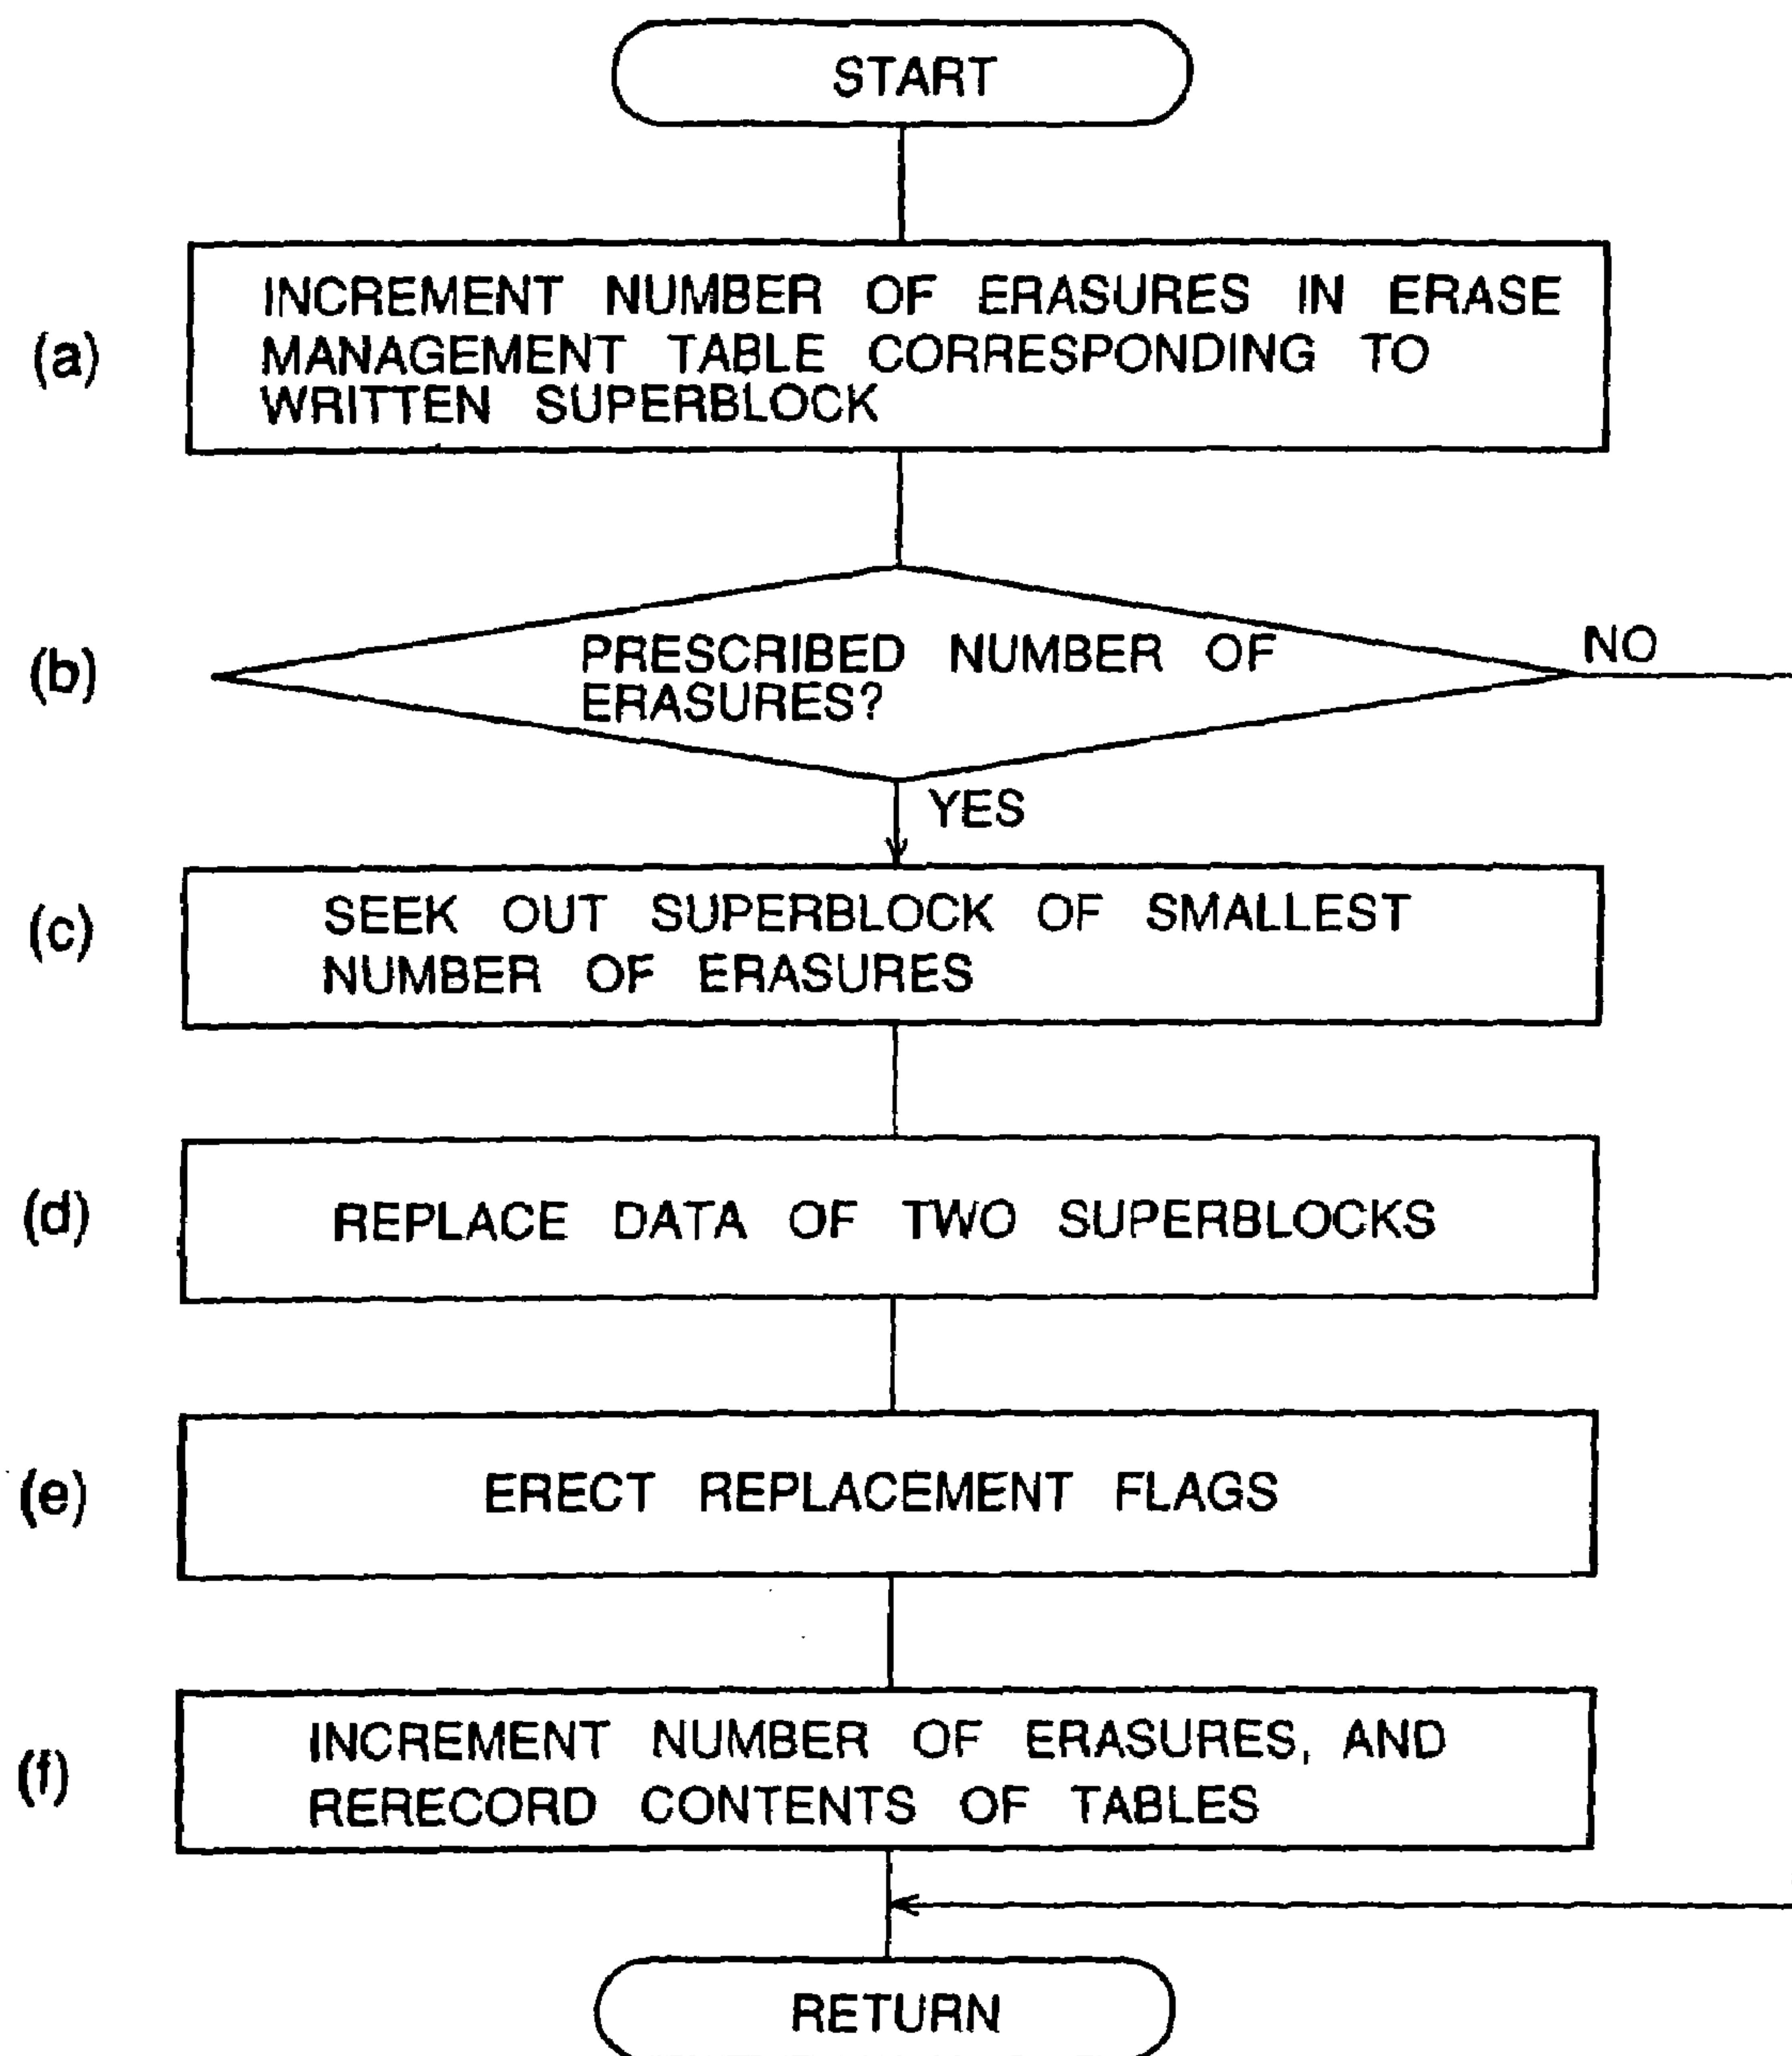 START
(a)
INCREMENT NUMBER OF ERASURES IN ERASE
MANAGEMENT TABLE CORRESPONDING TO
WRITTEN SUPERBLOCK
(b)
PRESCRIBED NUMBER OF
ERASURES?
NO
YES
(c)
SEEK OUT SUPERBLOCK OF SMALLEST
NUMBER OF ERASURES
(d)
REPLACE DATA OF TWO SUPERBLOCKS
(e)
ERECT REPLACEMENT FLAGS
(f)
INCREMENT NUMBER OF ERASURES, AND
RERECORD CONTENTS OF TABLES
RETURN